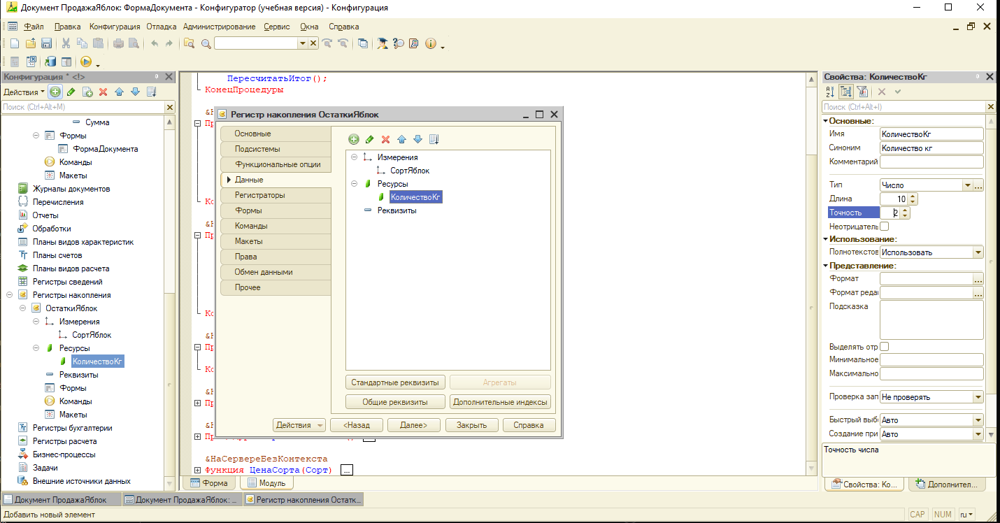 Документ ПродажаЯблок: ФормаДокумента - Конфигуратор (учебная версия) - Конфигурация
Файл Правка Конфигурация Отладка Администрирование Сервис Окна Справка
Конфигурация * <!>
Действия
Поиск (Ctrl+Alt+M)
Сумма
Формы
ФормаДокумента
Команды
Макеты
Журналы документов
Перечисления
Отчеты
Обработки
Планы видов характеристик
Планы счетов
Планы видов расчета
Регистры сведений
Регистры накопления
ОстаткиЯблок
Измерения
СортЯблок
Ресурсы
КоличествоКг
Реквизиты
Формы
Команды
Макеты
Регистры бухгалтерии
Регистры расчета
Бизнес-процессы
Задачи
Внешние источники данных
ПересчитатьИтог();
КонецПроцедуры
&НаСервереБезКонтекста
Функция ЦенаСорта(Сорт) ...
Форма Модуль
Регистр накопления ОстаткиЯблок
Основные
Подсистемы
Функциональные опции
Данные
Регистраторы
Формы
Команды
Макеты
Права
Обмен данными
Прочее
Измерения
СортЯблок
Ресурсы
КоличествоКг
Реквизиты
Стандартные реквизиты Агрегаты
Общие реквизиты Дополнительные индексы
Действия <Назад Далее> Закрыть Справка
Свойства: КоличествоКг
Поиск (Ctrl+Alt+I)
Основные:
Имя КоличествоКг
Синоним Количество кг
Комментарий
Тип Число
Длина 10
Точность 2
Неотрицатель
Использование:
Полнотекстов Использовать
Представление:
Формат
Формат реда
Подсказка
Выделять отр
Минимальное
Максимально
Проверка зап Не проверять
Быстрый выб Авто
Создание при Авто
Точность числа
Свойства: Ко... Дополнител...
Документ ПродажаЯблок Документ ПродажаЯблок: ... Регистр накопления Остатк...
Добавить новый элемент CAP NUM ru